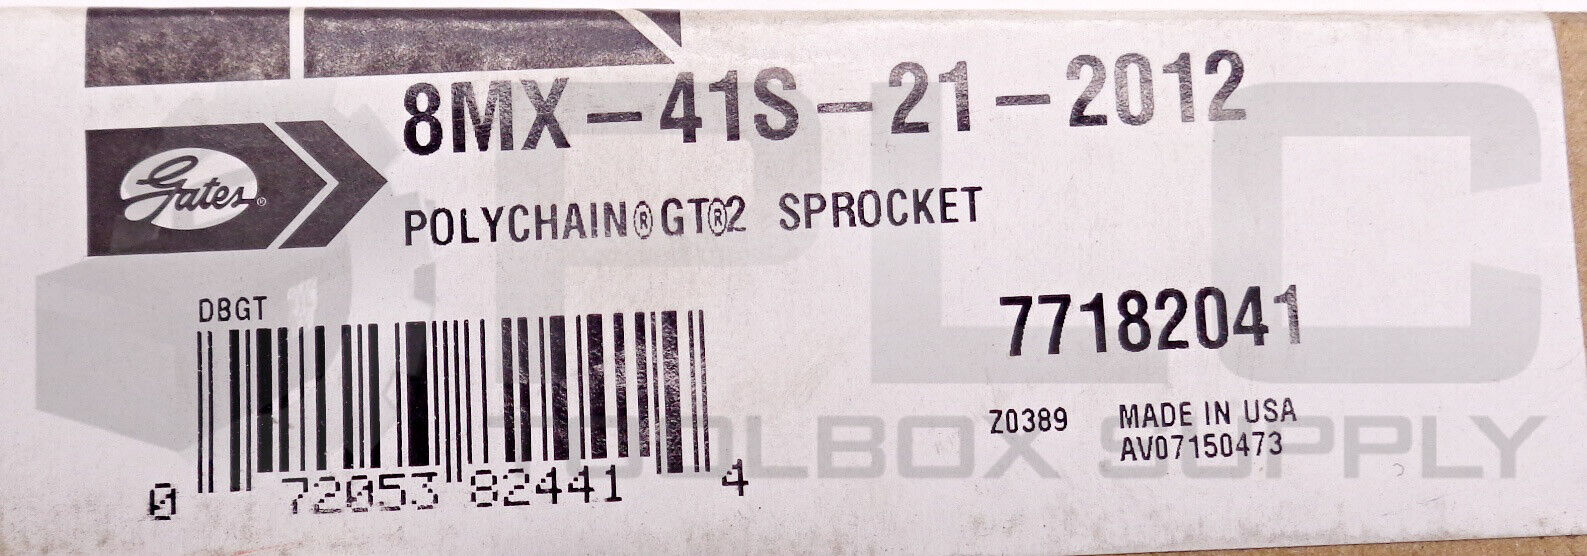 8MX-41S-21-2012
Gates®
POLYCHAIN®GT®2 SPROCKET
DBGT
77182041
Z0389 MADE IN USA
AV07150473
0 72053 82441 4
PLC
TOOLBOX SUPPLY